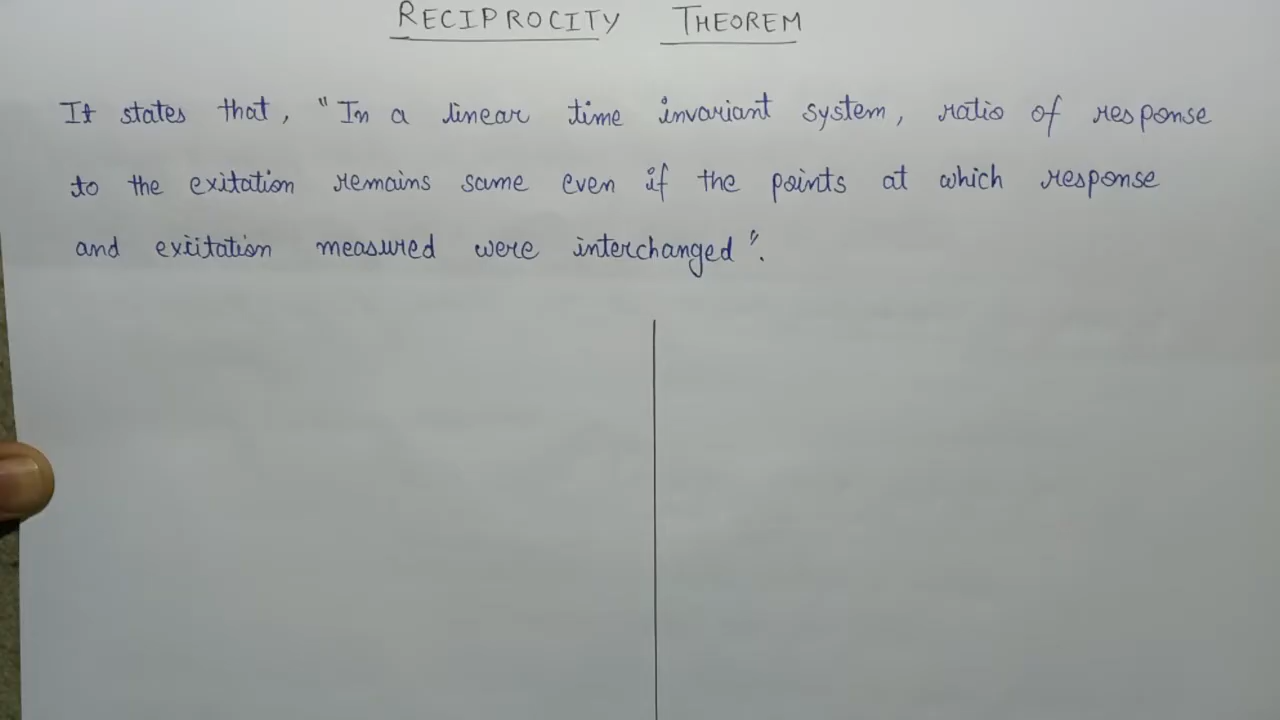 RECIPROCITY THEOREM
It states that, "In a linear time invariant system, ratio of response
to the exitation remains same even if the points at which response
and exiitation measured were interchanged".